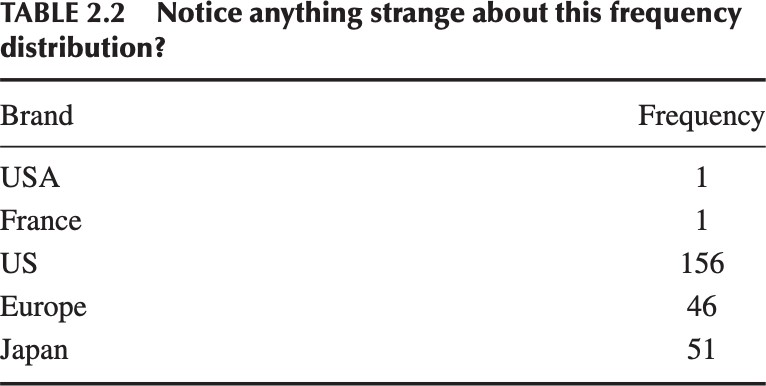 TABLE 2.2 Notice anything strange about this frequency
distribution?
Brand Frequency
USA 1
France 1
US 156
Europe 46
Japan 51